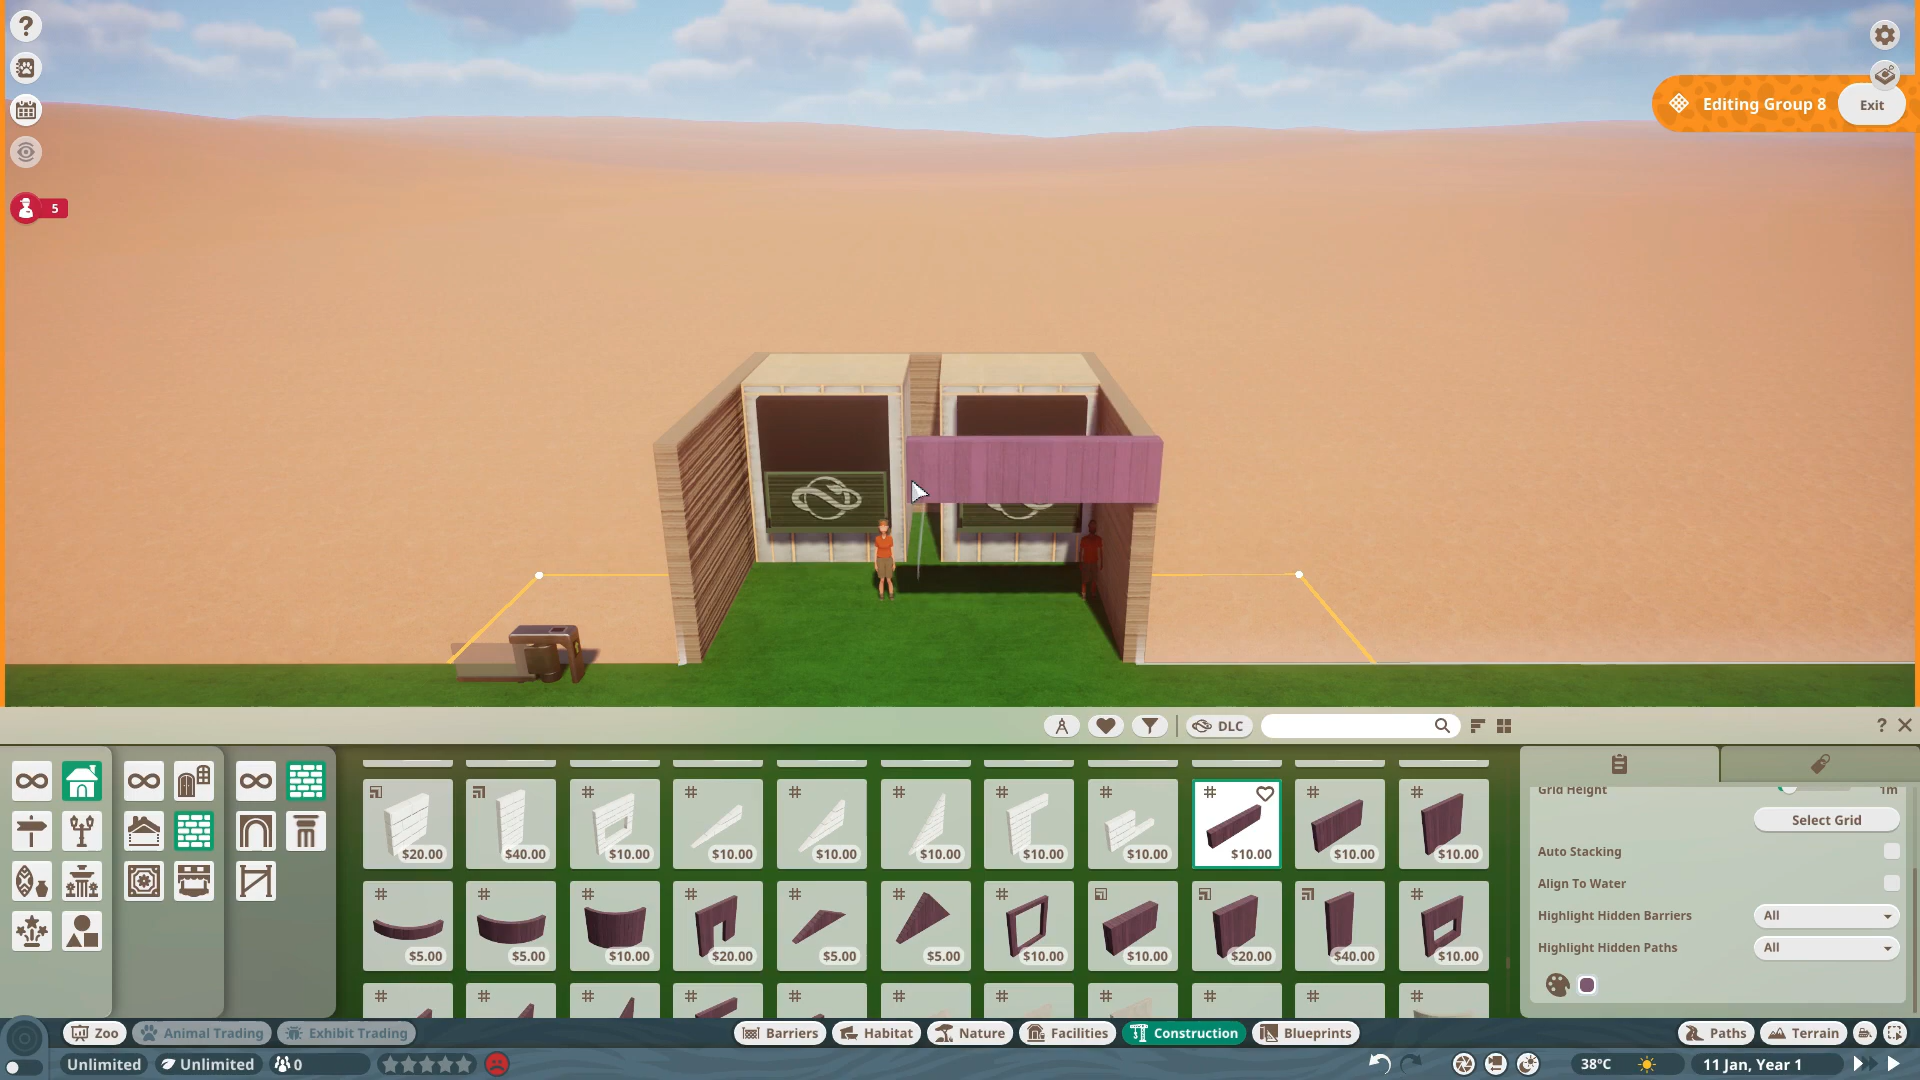 ?
Editing Group 8
Exit
5
DLC
?
$20.00
$40.00
$10.00
$10.00
$10.00
$10.00
$10.00
$10.00
$10.00
$10.00
$10.00
$5.00
$5.00
$10.00
$20.00
$5.00
$5.00
$10.00
$10.00
$20.00
$40.00
$10.00
Grid Height 1m
Select Grid
Auto Stacking
Align To Water
Highlight Hidden Barriers All
Highlight Hidden Paths All
Zoo
Animal Trading
Exhibit Trading
Barriers
Habitat
Nature
Facilities
Construction
Blueprints
Paths
Terrain
Unlimited
Unlimited
0
38°C
11 Jan, Year 1